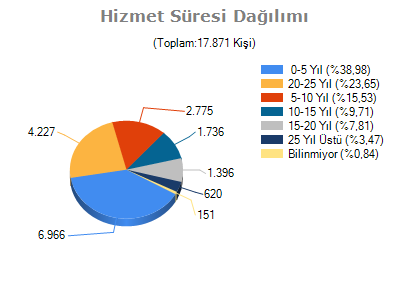 Hizmet Süresi Dağılımı
(Toplam:17.871 Kişi)
0-5 Yıl (%38,98)
20-25 Yıl (%23,65)
5-10 Yıl (%15,53)
10-15 Yıl (%9,71)
15-20 Yıl (%7,81)
25 Yıl Üstü (%3,47)
Bilinmiyor (%0,84)
2.775
4.227
1.736
1.396
620
151
6.966